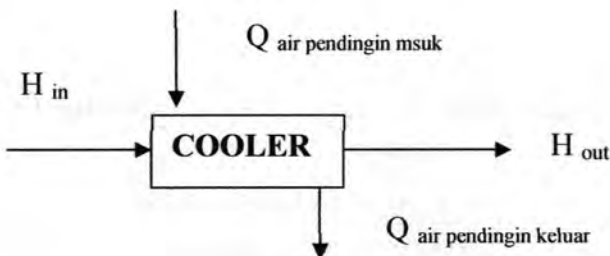 Q air pendingin msuk
H in
COOLER
H out
Q air pendingin keluar